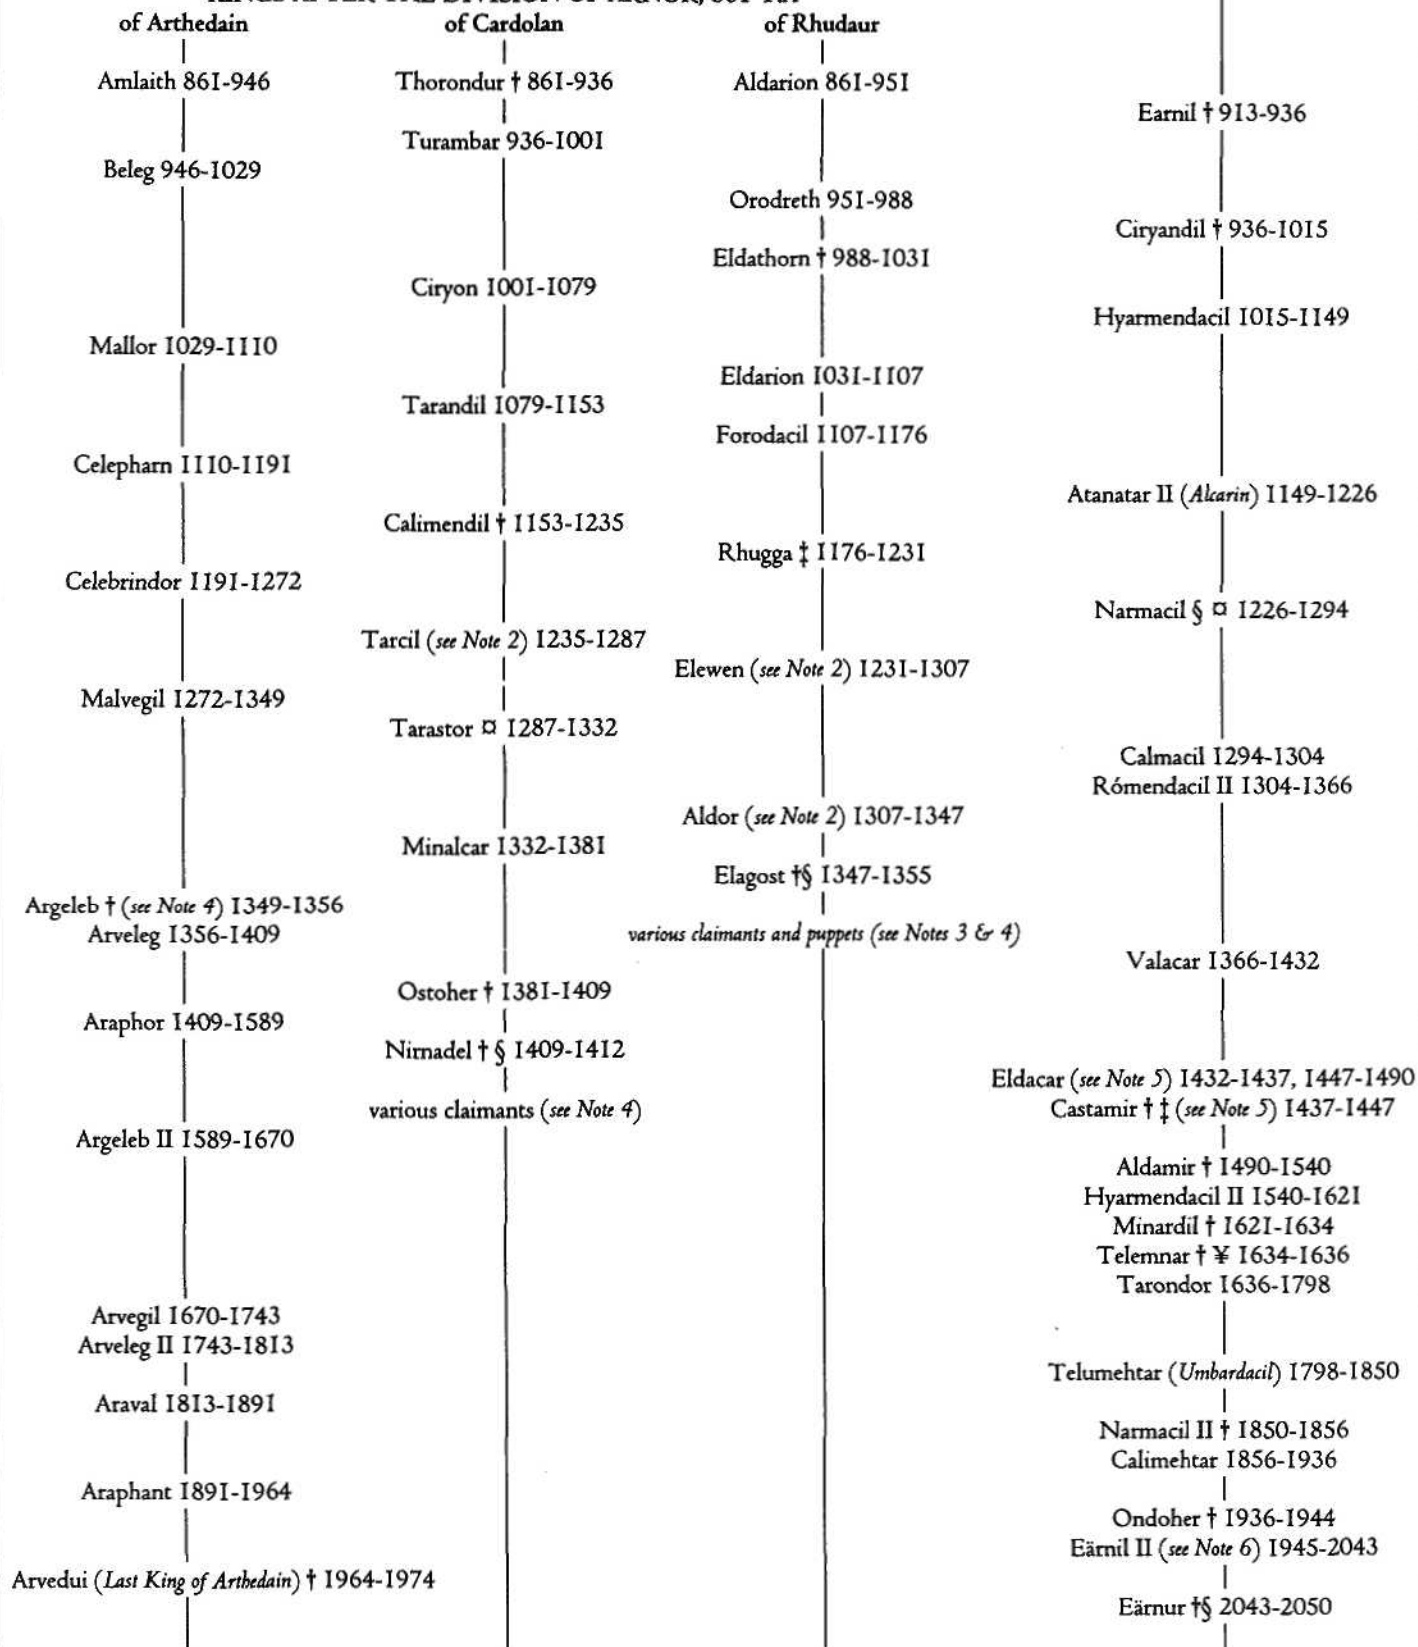 of Arthedain
Amlaith 861-946
Beleg 946-1029
Mallor 1029-1110
Celepharn 1110-1191
Celebrindor 1191-1272
Malvegil 1272-1349
Argeleb † (see Note 4) 1349-1356
Arveleg 1356-1409
Araphor 1409-1589
Argeleb II 1589-1670
Arvegil 1670-1743
Arveleg II 1743-1813
Araval 1813-1891
Araphant 1891-1964
Arvedui (Last King of Arthedain) † 1964-1974
of Cardolan
Thorondur † 861-936
Turambar 936-1001
Ciryon 1001-1079
Tarandil 1079-1153
Calimendil † 1153-1235
Tarcil (see Note 2) 1235-1287
Tarastor ¤ 1287-1332
Minalcar 1332-1381
Ostoher † 1381-1409
Nirnadel † § 1409-1412
various claimants (see Note 4)
of Rhudaur
Aldarion 861-951
Orodreth 951-988
Eldathorn † 988-1031
Eldarion 1031-1107
Forodacil 1107-1176
Rhugga ‡ 1176-1231
Elewen (see Note 2) 1231-1307
Aldor (see Note 2) 1307-1347
Elagost †§ 1347-1355
various claimants and puppets (see Notes 3 & 4)
Earnil † 913-936
Ciryandil † 936-1015
Hyarmendacil 1015-1149
Atanatar II (Alcarin) 1149-1226
Narmacil § ¤ 1226-1294
Calmacil 1294-1304
Rómendacil II 1304-1366
Valacar 1366-1432
Eldacar (see Note 5) 1432-1437, 1447-1490
Castamir † ‡ (see Note 5) 1437-1447
Aldamir † 1490-1540
Hyarmendacil II 1540-1621
Minardil † 1621-1634
Telemnar † ¥ 1634-1636
Tarondor 1636-1798
Telumehtar (Umbardacil) 1798-1850
Narmacil II † 1850-1856
Calimehtar 1856-1936
Ondoher † 1936-1944
Eärnil II (see Note 6) 1945-2043
Eärnur †§ 2043-2050